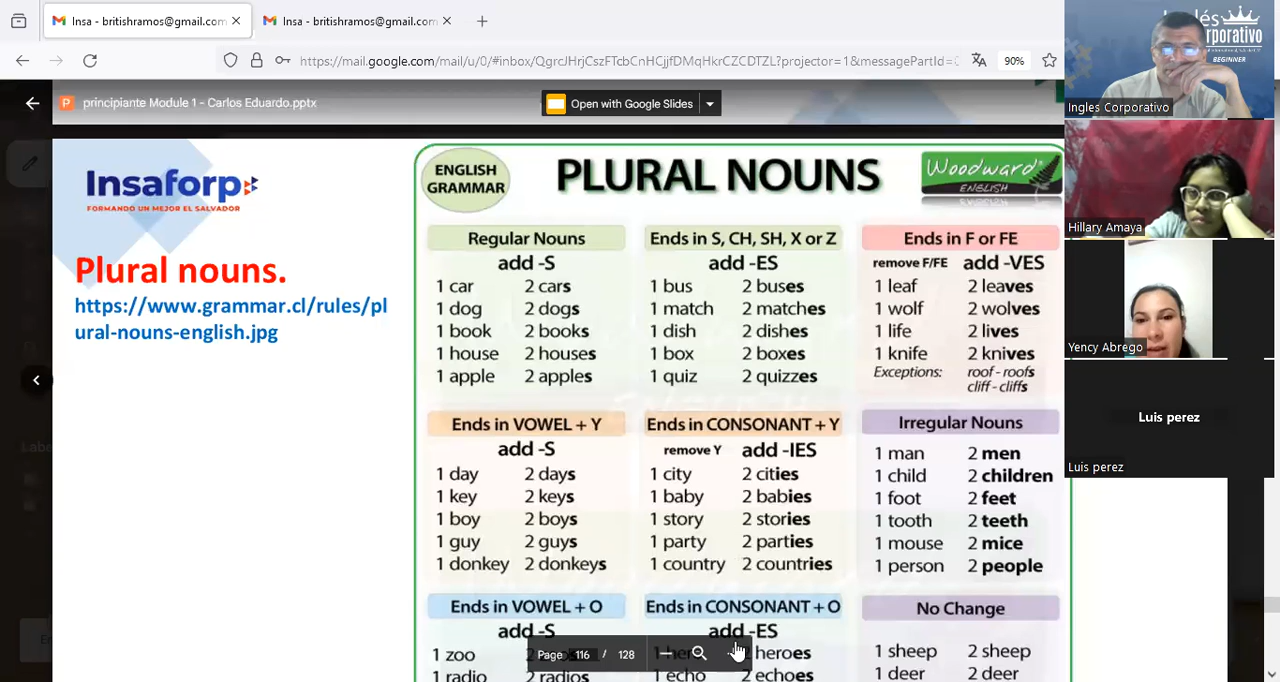 Insa - britishramos@gmail.com
Insa - britishramos@gmail.com
https://mail.google.com/mail/u/0/#inbox/QgrcJHrjCszFTcbCnHCjjfDMqHkrCZCDTZL?projector=1&messagePartId=
90%
principiante Module 1 - Carlos Eduardo.pptx
Open with Google Slides
Insaforp
FORMANDO UN MEJOR EL SALVADOR
Plural nouns.
https://www.grammar.cl/rules/pl
ural-nouns-english.jpg
ENGLISH
GRAMMAR
PLURAL NOUNS
Woodward
ENGLISH
Regular Nouns
add -S
1 car 2 cars
1 dog 2 dogs
1 book 2 books
1 house 2 houses
1 apple 2 apples
Ends in S, CH, SH, X or Z
add -ES
1 bus 2 buses
1 match 2 matches
1 dish 2 dishes
1 box 2 boxes
1 quiz 2 quizzes
Ends in F or FE
remove F/FE add -VES
1 leaf 2 leaves
1 wolf 2 wolves
1 life 2 lives
1 knife 2 knives
Exceptions: roof - roofs
cliff - cliffs
Ends in VOWEL + Y
add -S
1 day 2 days
1 key 2 keys
1 boy 2 boys
1 guy 2 guys
1 donkey 2 donkeys
Ends in CONSONANT + Y
remove Y add -IES
1 city 2 cities
1 baby 2 babies
1 story 2 stories
1 party 2 parties
1 country 2 countries
Irregular Nouns
1 man 2 men
1 child 2 children
1 foot 2 feet
1 tooth 2 teeth
1 mouse 2 mice
1 person 2 people
Ends in VOWEL + O
add -S
1 zoo
1 radio 2 radios
Ends in CONSONANT + O
add -ES
heroes
1 echo 2 echoes
No Change
1 sheep 2 sheep
1 deer 2 deer
Page 116 / 128
BEGINNER
Ingles Corporativo
Hillary Amaya
Yency Abrego
Luis perez
Luis perez